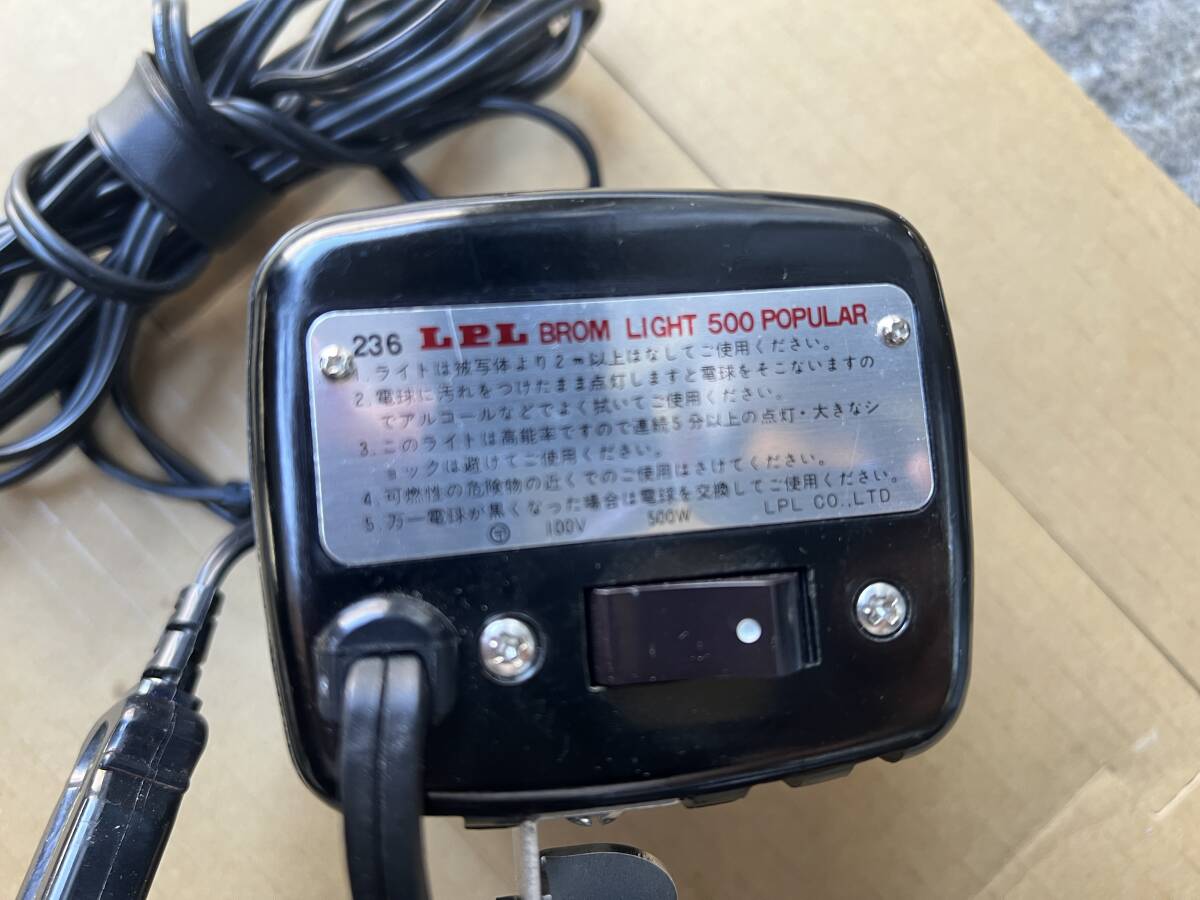 236 LPL BROM LIGHT 500 POPULAR
1. ライトは被写体より2m以上はなしてご使用ください。
2. 電球に汚れをつけたまま点灯しますと電球をそこないますの
でアルコールなどでよく拭いてご使用ください。
3. このライトは高能率ですので連続5分以上の点灯・大きなシ
ョックは避けてご使用ください。
4. 可燃性の危険物の近くでのご使用はさけてください。
5. 万一電球が黒くなった場合は電球を交換してご使用ください。
〒 100V 500W LPL CO.,LTD